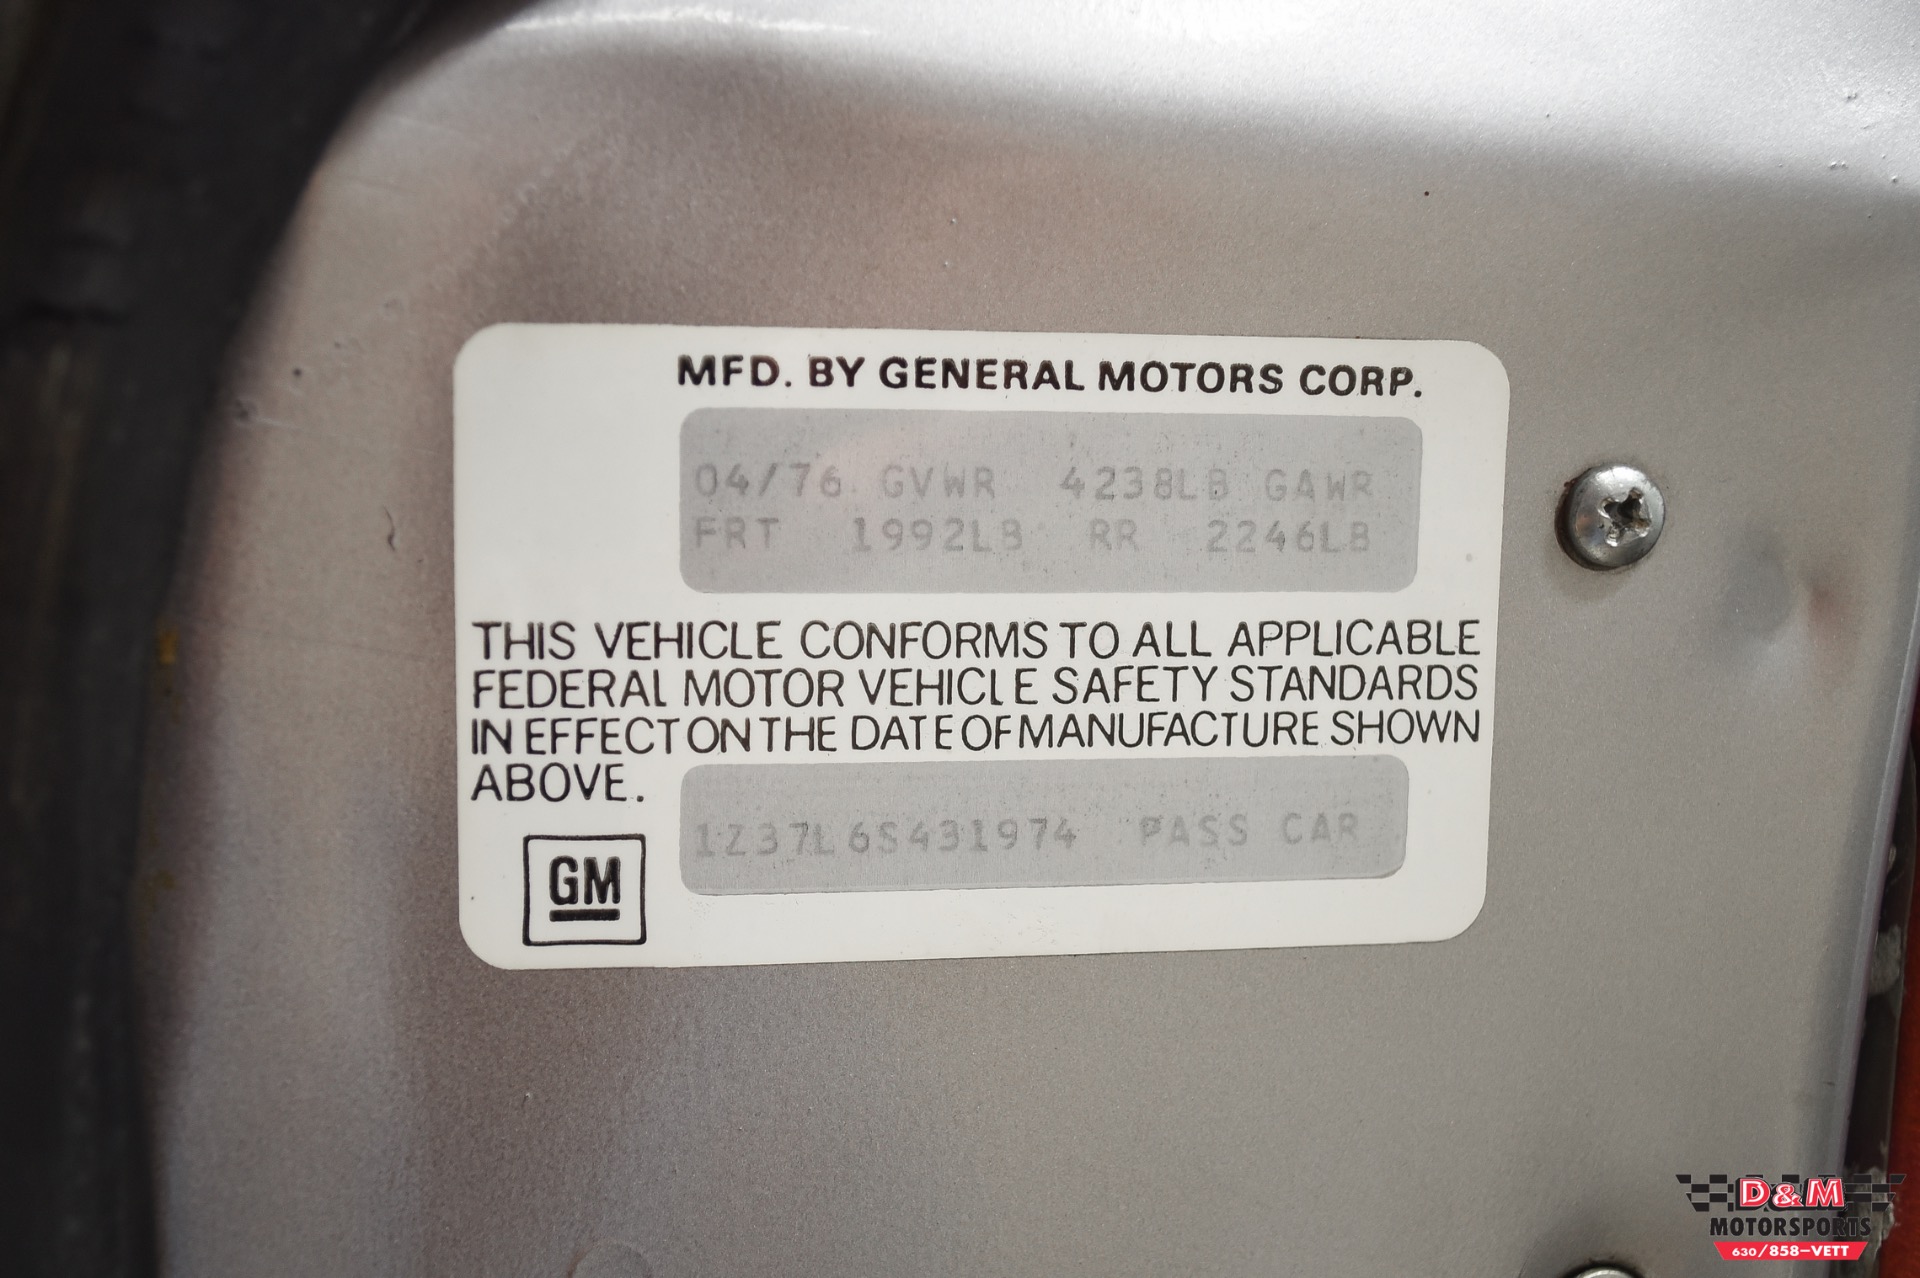 MFD. BY GENERAL MOTORS CORP.
04/76 GVWR 4238LB GAWR
FRT 1992LB RR 2246LB
THIS VEHICLE CONFORMS TO ALL APPLICABLE
FEDERAL MOTOR VEHICLE SAFETY STANDARDS
IN EFFECT ON THE DATE OF MANUFACTURE SHOWN
ABOVE.
1Z37L6S431974 PASS CAR
GM
D&M
MOTORSPORTS
630/858-VETT